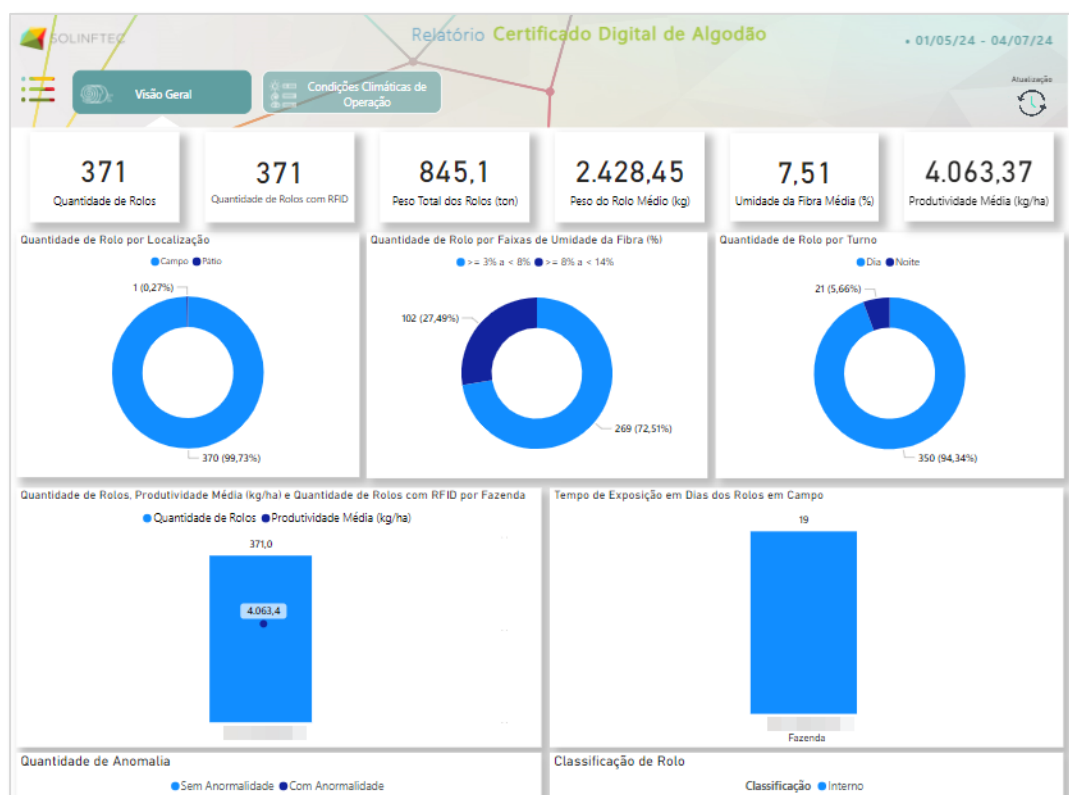 SOLINFTEC
Relatório Certificado Digital de Algodão
• 01/05/24 - 04/07/24
Visão Geral
Condições Climáticas de
Operação
Atualização
371
Quantidade de Rolos
371
Quantidade de Rolos com RFID
845,1
Peso Total dos Rolos (ton)
2.428,45
Peso do Rolo Médio (kg)
7,51
Umidade da Fibra Média (%)
4.063,37
Produtividade Média (kg/ha)
Quantidade de Rolo por Localização
Campo Pátio
1 (0,27%)
370 (99,73%)
Quantidade de Rolo por Faixas de Umidade da Fibra (%)
>= 3% a < 8% >= 8% a < 14%
102 (27,49%)
269 (72,51%)
Quantidade de Rolo por Turno
Dia Noite
21 (5,66%)
350 (94,34%)
Quantidade de Rolos, Produtividade Média (kg/ha) e Quantidade de Rolos com RFID por Fazenda
Quantidade de Rolos Produtividade Média (kg/ha)
371,0
4.063,4
Tempo de Exposição em Dias dos Rolos em Campo
19
Fazenda
Quantidade de Anomalia
Sem Anormalidade Com Anormalidade
Classificação de Rolo
Classificação Interno